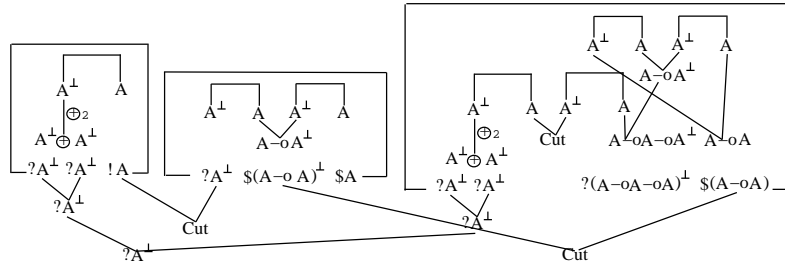 A⊥ A A⊥ A
A–oA⊥
A⊥ A
⊕2
A⊥ ⊕ A⊥
A⊥ A A⊥ A
A–oA⊥
A⊥ A A⊥ A
⊕2 Cut
A⊥ ⊕ A⊥
A–oA–oA⊥ A–oA
?A⊥ ?A⊥ !A
?A⊥ $(A–o A)⊥ $A
?A⊥ ?A⊥
?(A–oA–oA)⊥ $(A–oA)
?A⊥
Cut
?A⊥
?A⊥
Cut